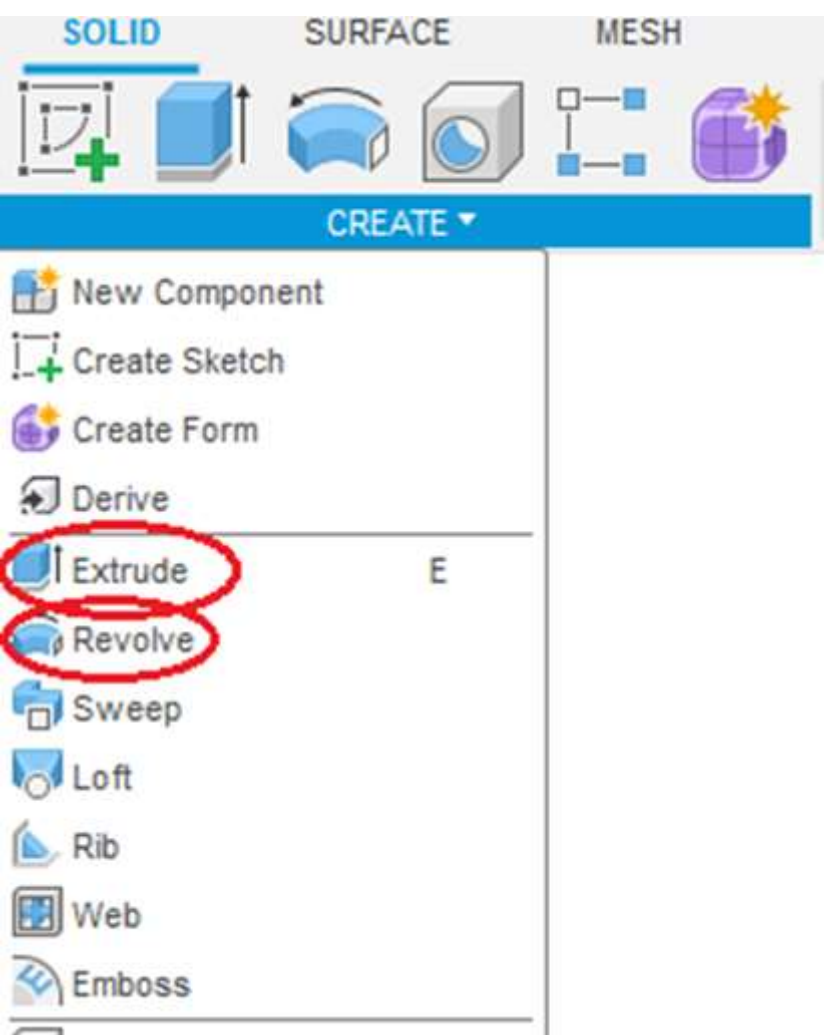 SOLID SURFACE MESH
CREATE
New Component
Create Sketch
Create Form
Derive
Extrude E
Revolve
Sweep
Loft
Rib
Web
Emboss